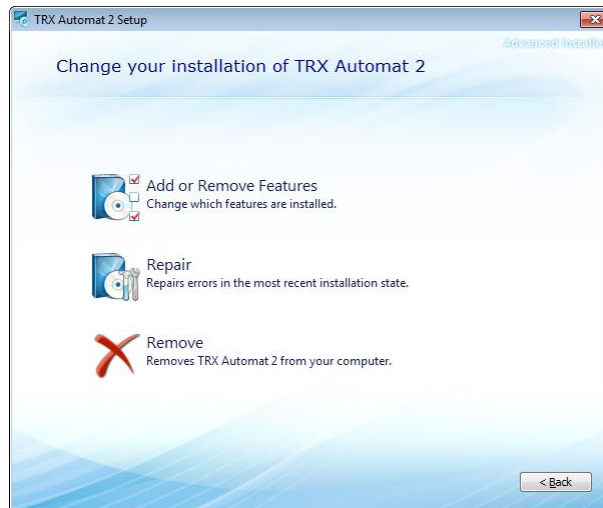 TRX Automat 2 Setup
Advanced Installer
Change your installation of TRX Automat 2
Add or Remove Features
Change which features are installed.
Repair
Repairs errors in the most recent installation state.
Remove
Removes TRX Automat 2 from your computer.
< Back